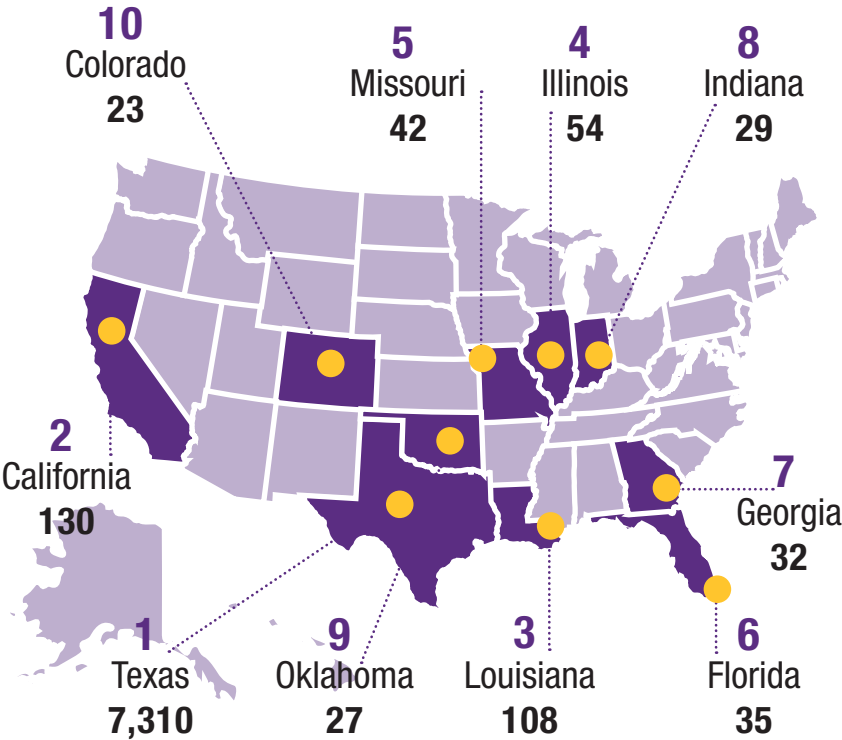 10
Colorado
23
5
Missouri
42
4
Illinois
54
8
Indiana
29
2
California
130
7
Georgia
32
1
Texas
7,310
9
Oklahoma
27
3
Louisiana
108
6
Florida
35